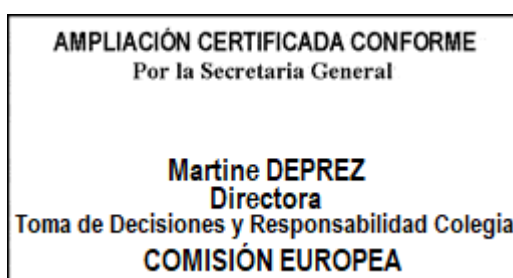 AMPLIACIÓN CERTIFICADA CONFORME
Por la Secretaria General
Martine DEPREZ
Directora
Toma de Decisiones y Responsabilidad Colegia
COMISIÓN EUROPEA